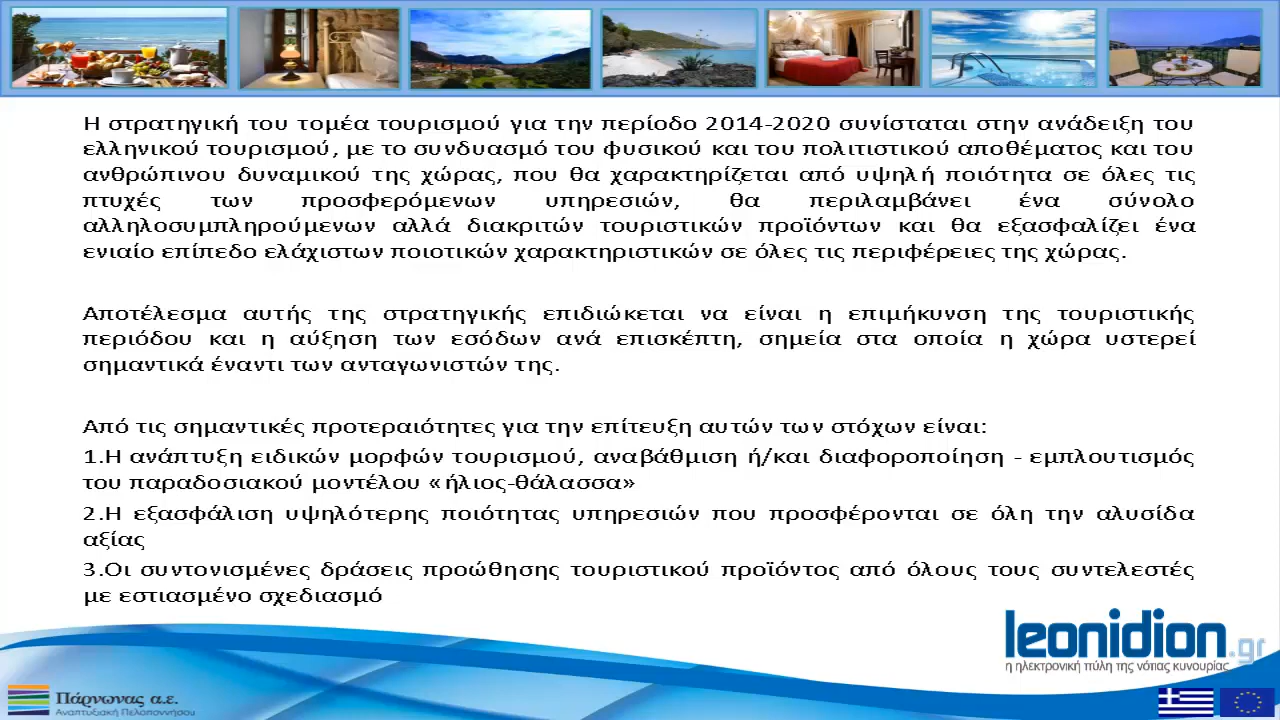 Η στρατηγική του τομέα τουρισμού για την περίοδο 2014-2020 συνίσταται στην ανάδειξη του
ελληνικού τουρισμού, με το συνδυασμό του φυσικού και του πολιτιστικού αποθέματος και του
ανθρώπινου δυναμικού της χώρας, που θα χαρακτηρίζεται από υψηλή ποιότητα σε όλες τις
πτυχές των προσφερόμενων υπηρεσιών, θα περιλαμβάνει ένα σύνολο
αλληλοσυμπληρούμενων αλλά διακριτών τουριστικών προϊόντων και θα εξασφαλίζει ένα
ενιαίο επίπεδο ελάχιστων ποιοτικών χαρακτηριστικών σε όλες τις περιφέρειες της χώρας.
Αποτέλεσμα αυτής της στρατηγικής επιδιώκεται να είναι η επιμήκυνση της τουριστικής
περιόδου και η αύξηση των εσόδων ανά επισκέπτη, σημεία στα οποία η χώρα υστερεί
σημαντικά έναντι των ανταγωνιστών της.
Από τις σημαντικές προτεραιότητες για την επίτευξη αυτών των στόχων είναι:
1.Η ανάπτυξη ειδικών μορφών τουρισμού, αναβάθμιση ή/και διαφοροποίηση - εμπλουτισμός
του παραδοσιακού μοντέλου «ήλιος-θάλασσα»
2.Η εξασφάλιση υψηλότερης ποιότητας υπηρεσιών που προσφέρονται σε όλη την αλυσίδα
αξίας
3.Οι συντονισμένες δράσεις προώθησης τουριστικού προϊόντος από όλους τους συντελεστές
με εστιασμένο σχεδιασμό
leonidion.gr
η ηλεκτρονική πύλη της νότιας κυνουρίας
Πάρνωνας α.ε.
Αναπτυξιακή Πελοποννήσου